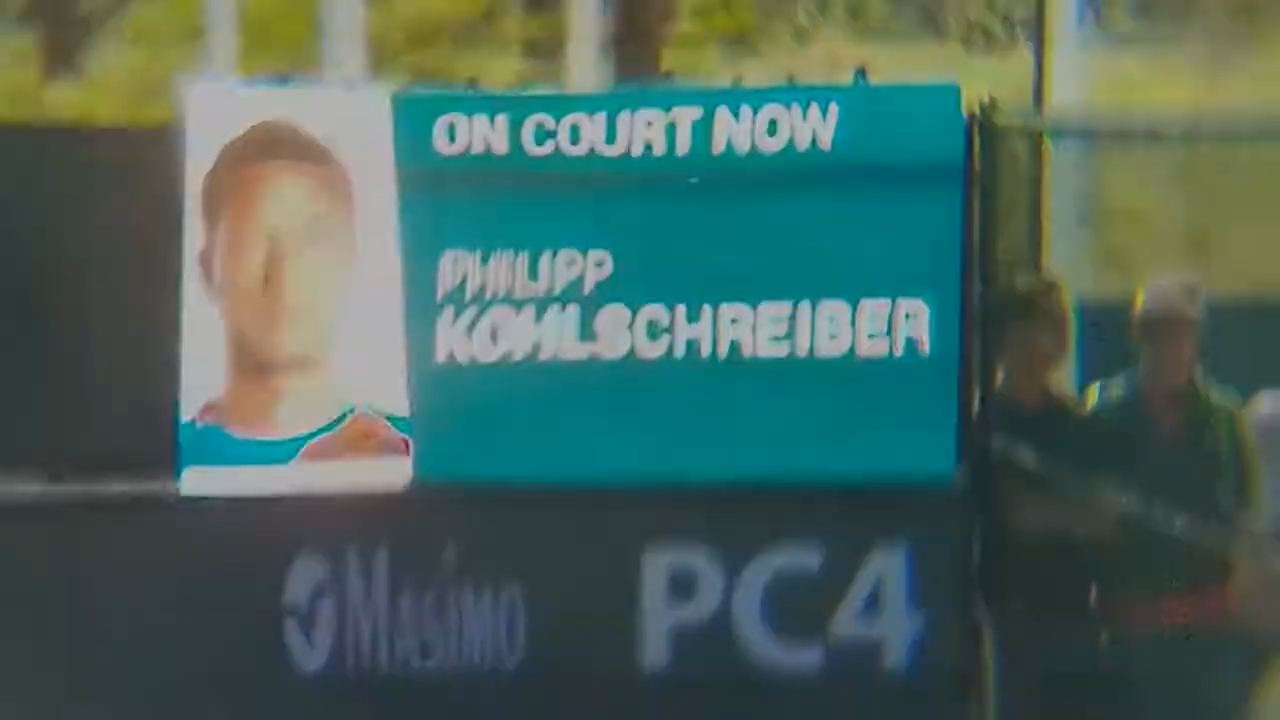 ON COURT NOW
PHILIPP
KOHLSCHREIBER
MASIMO
PC4